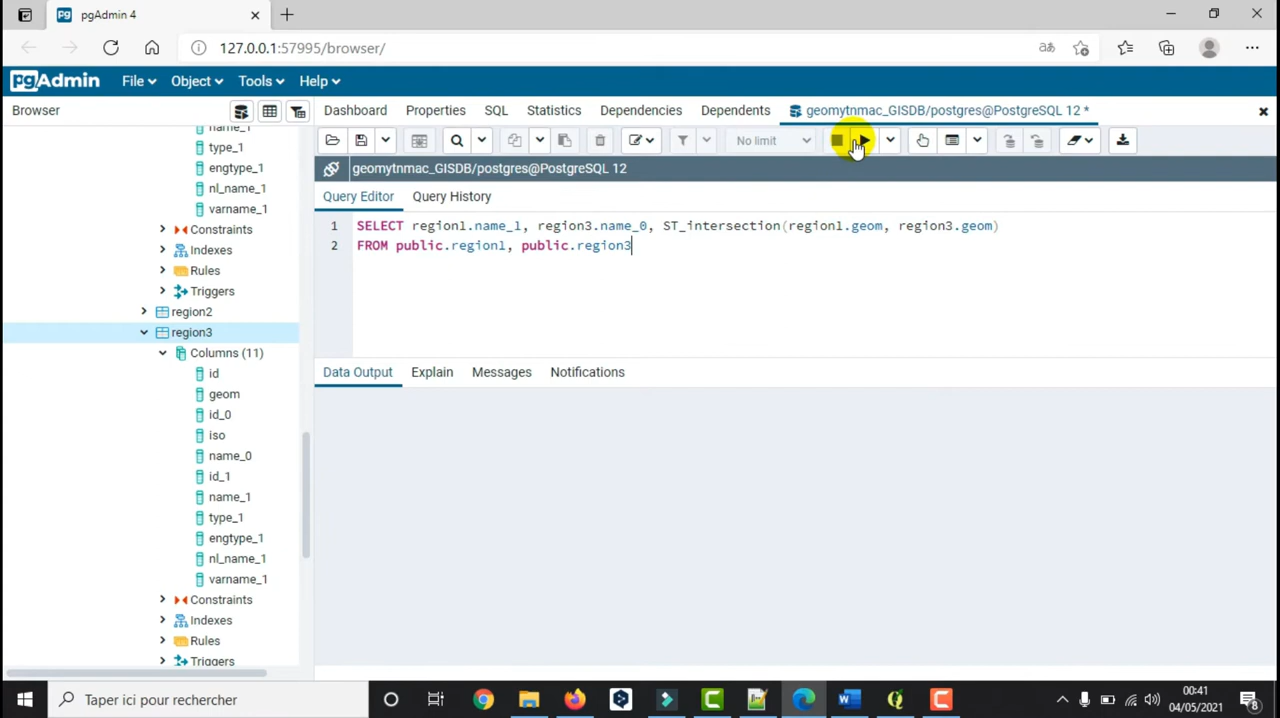 pgAdmin 4
127.0.0.1:57995/browser/
pgAdmin
File
Object
Tools
Help
Browser
Dashboard
Properties
SQL
Statistics
Dependencies
Dependents
geomytnmac_GISDB/postgres@PostgreSQL 12 *
No limit
geomytnmac_GISDB/postgres@PostgreSQL 12
Query Editor
Query History
1 SELECT region1.name_1, region3.name_0, ST_intersection(region1.geom, region3.geom)
2 FROM public.region1, public.region3
Data Output
Explain
Messages
Notifications
name_1
type_1
engtype_1
nl_name_1
varname_1
Constraints
Indexes
Rules
Triggers
region2
region3
Columns (11)
id
geom
id_0
iso
name_0
id_1
name_1
type_1
engtype_1
nl_name_1
varname_1
Constraints
Indexes
Rules
Triggers
Taper ici pour rechercher
00:41
04/05/2021
8